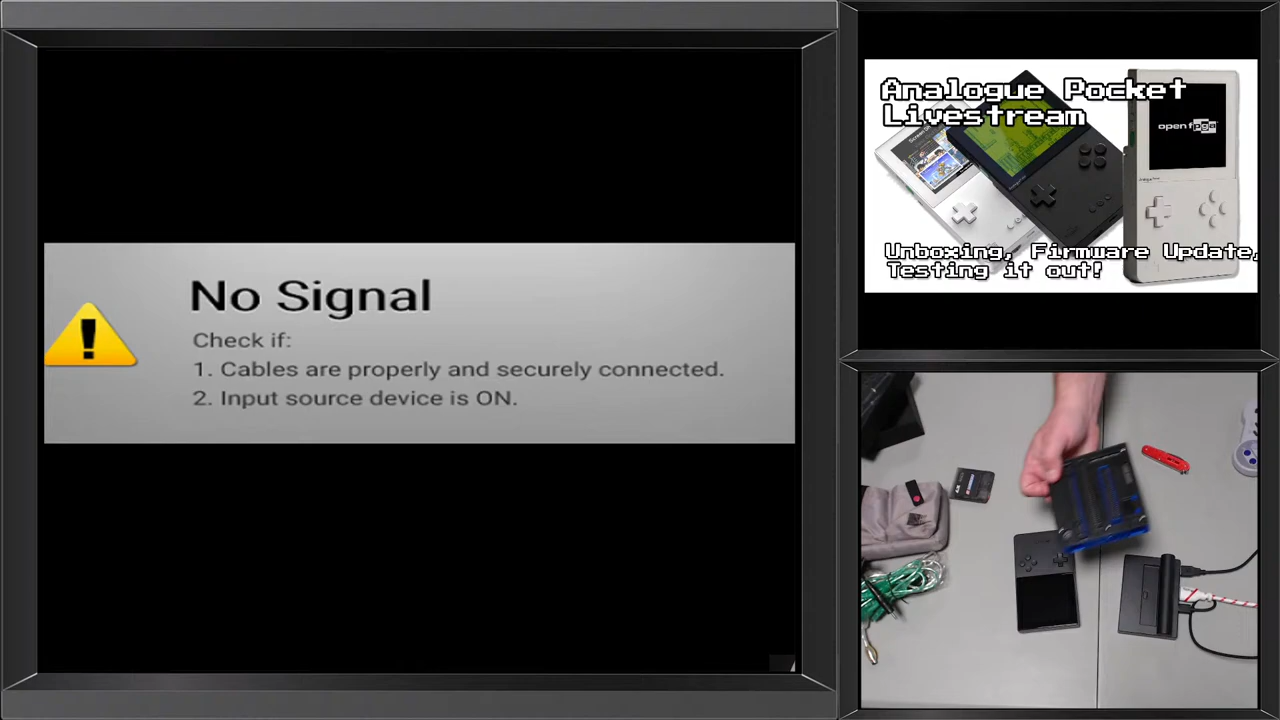 No Signal
Check if:
1. Cables are properly and securely connected.
2. Input source device is ON.
Analogue Pocket
Livestream
open fpga
Unboxing, Firmware Update,
Testing it out!